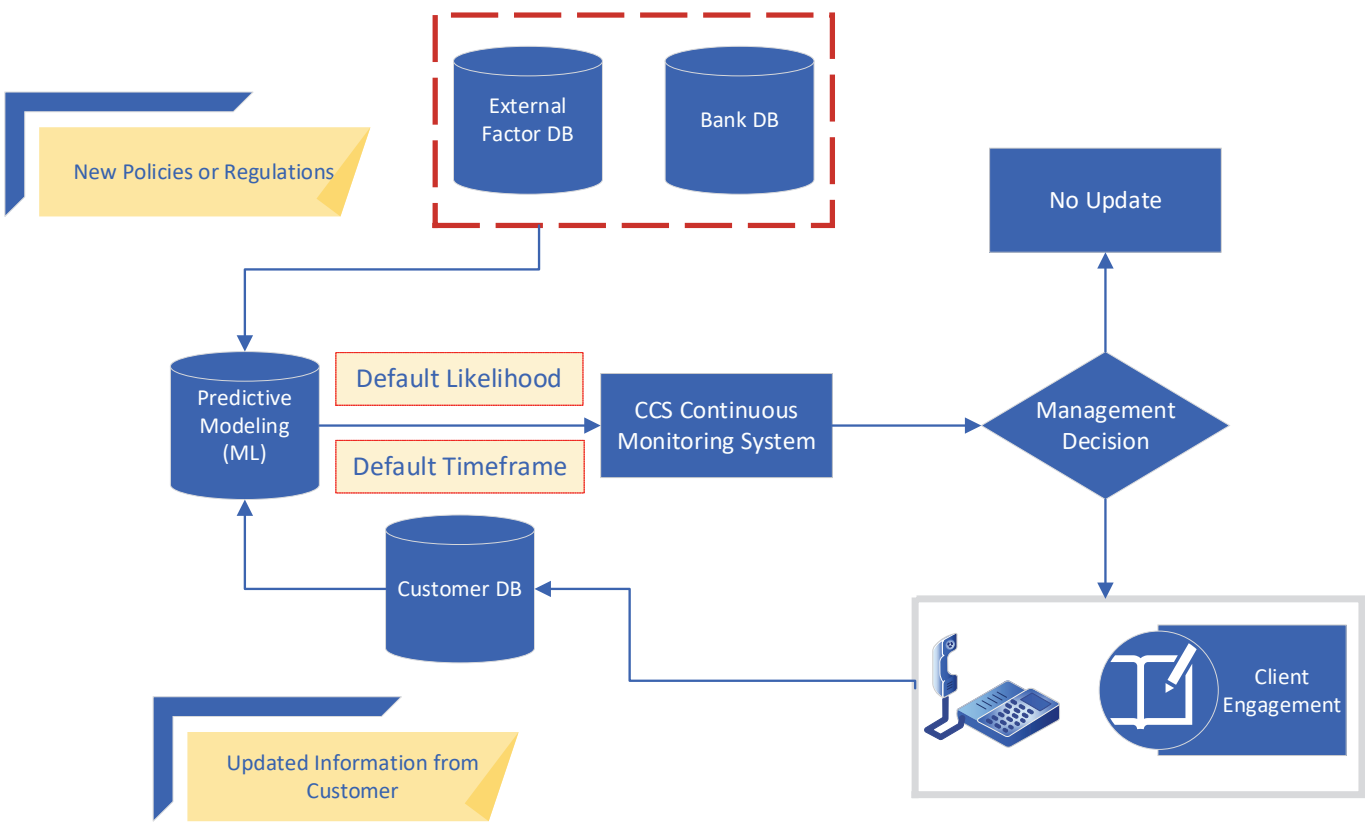 External
Factor DB
Bank DB
New Policies or Regulations
No Update
Predictive
Modeling
(ML)
Default Likelihood
Default Timeframe
CCS Continuous
Monitoring System
Management
Decision
Customer DB
Client
Engagement
Updated Information from
Customer